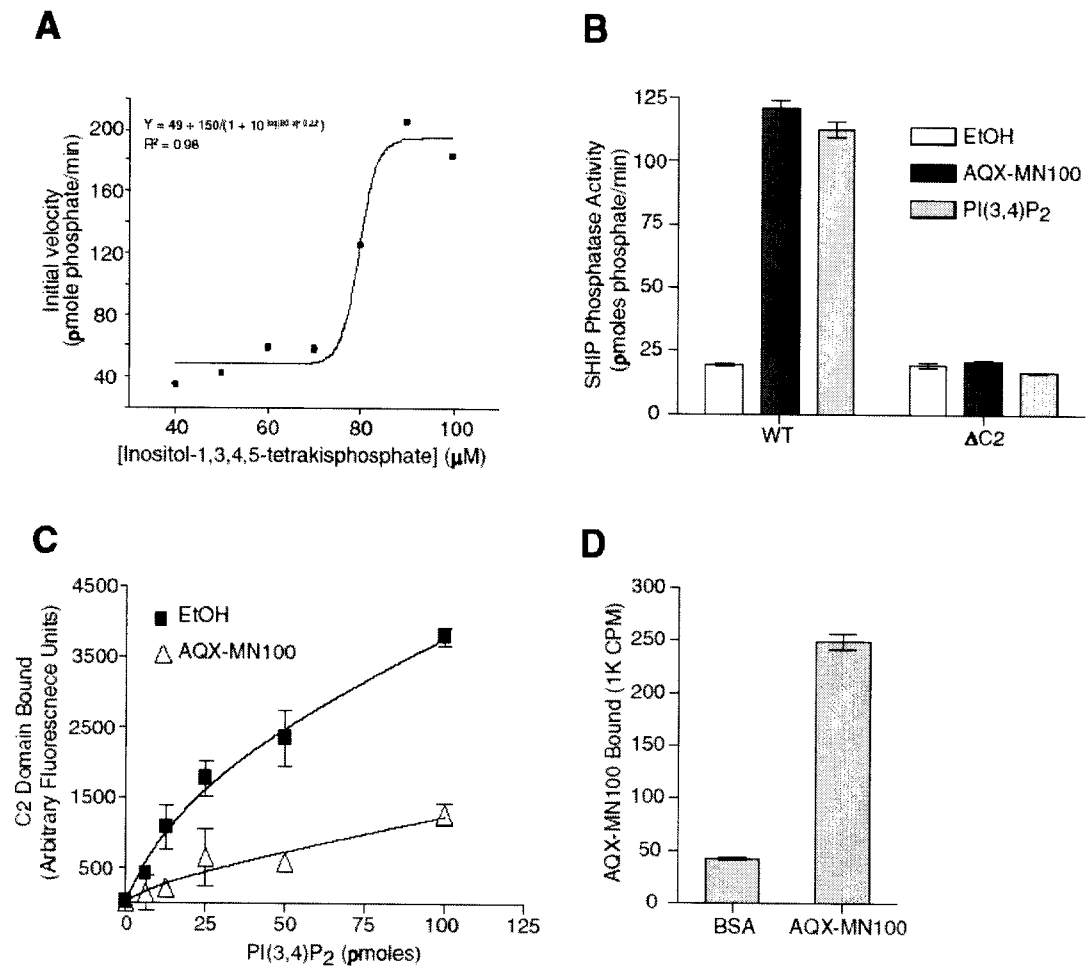 A
Initial velocity
(pmole phosphate/min)
200
160
120
80
40
Y = 49 + 150/(1 + 10
R² = 0.98
40 60 80 100
[Inositol-1,3,4,5-tetrakisphosphate] (µM)
B
SHIP Phosphatase Activity
(pmoles phosphate/min)
125
100
75
50
25
0
EtOH
AQX-MN100
PI(3,4)P₂
WT ΔC2
C
C2 Domain Bound
(Arbitrary Fluorescnece Units)
4500
3500
2500
1500
500
EtOH
AQX-MN100
0 25 50 75 100 125
PI(3,4)P₂ (pmoles)
D
AQX-MN100 Bound (1K CPM)
300
250
200
150
100
50
0
BSA AQX-MN100